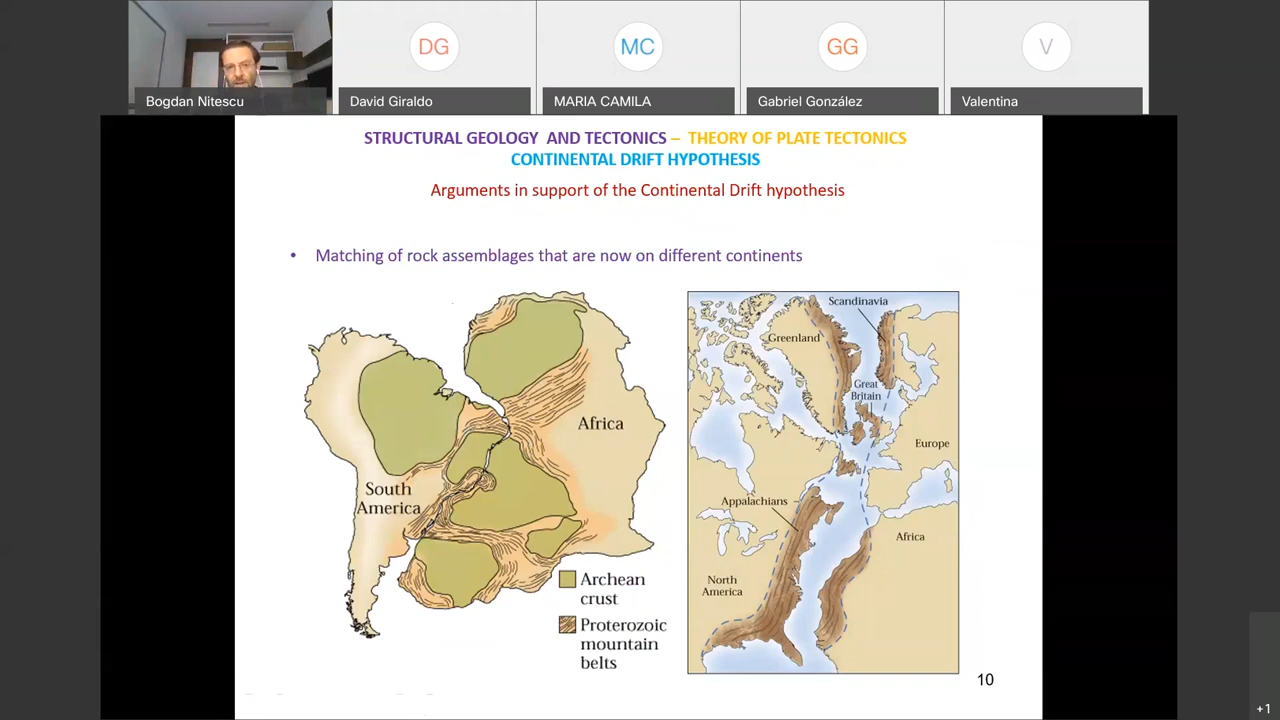 DG
MC
GG
V
Bogdan Nitescu
David Giraldo
MARIA CAMILA
Gabriel González
Valentina
STRUCTURAL GEOLOGY AND TECTONICS – THEORY OF PLATE TECTONICS
CONTINENTAL DRIFT HYPOTHESIS
Arguments in support of the Continental Drift hypothesis
• Matching of rock assemblages that are now on different continents
South
America
Africa
Archean
crust
Proterozoic
mountain
belts
Scandinavia
Greenland
Great
Britain
Europe
Appalachians
Africa
North
America
10
+1